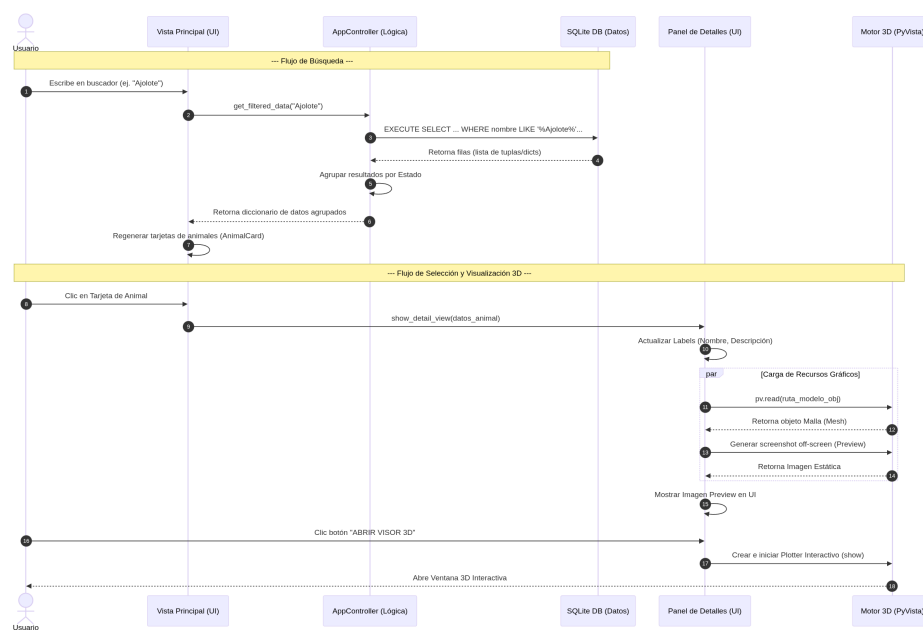 Usuario
Vista Principal (UI)
AppController (Lógica)
SQLite DB (Datos)
Panel de Detalles (UI)
Motor 3D (PyVista)
--- Flujo de Búsqueda ---
1
Escribe en buscador (ej. "Ajolote")
2
get_filtered_data("Ajolote")
3
EXECUTE SELECT ... WHERE nombre LIKE '%Ajolote%'...
Retorna filas (lista de tuplas/dicts)
4
Agrupar resultados por Estado
5
Retorna diccionario de datos agrupados
6
Regenerar tarjetas de animales (AnimalCard)
7
--- Flujo de Selección y Visualización 3D ---
8
Clic en Tarjeta de Animal
9
show_detail_view(datos_animal)
Actualizar Labels (Nombre, Descripción)
10
par
[Carga de Recursos Gráficos]
11
pv.read(ruta_modelo_obj)
Retorna objeto Malla (Mesh)
12
13
Generar screenshot off-screen (Preview)
Retorna Imagen Estática
14
Mostrar Imagen Preview en UI
15
16
Clic botón "ABRIR VISOR 3D"
17
Crear e iniciar Plotter Interactivo (show)
Abre Ventana 3D Interactiva
18
Usuario
Vista Principal (UI)
AppController (Lógica)
SQLite DB (Datos)
Panel de Detalles (UI)
Motor 3D (PyVista)